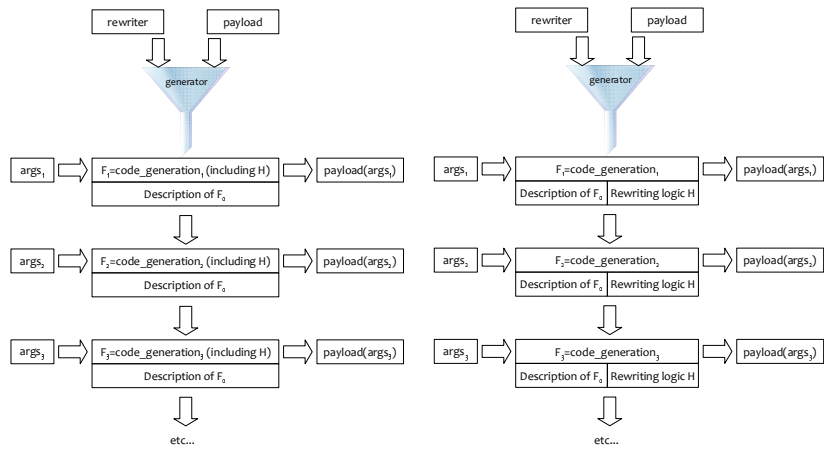 rewriter
payload
generator
args₁
F₁=code_generation₁ (including H)
payload(args₁)
Description of F₀
args₂
F₂=code_generation₂ (including H)
payload(args₂)
Description of F₀
args₃
F₃=code_generation₃ (including H)
payload(args₃)
Description of F₀
etc...
rewriter
payload
generator
args₁
F₁=code_generation₁
payload(args₁)
Description of F₀
Rewriting logic H
args₂
F₂=code_generation₂
payload(args₂)
Description of F₀
Rewriting logic H
args₃
F₃=code_generation₃
payload(args₃)
Description of F₀
Rewriting logic H
etc...